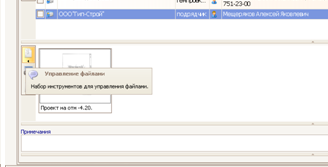 751-23-00
ООО"Гип-Строй" подрядчик Мещеряков Алексей Яковлевич
Управление файлами
Набор инструментов для управления файлами.
Проект на отм -4.20.
Примечания